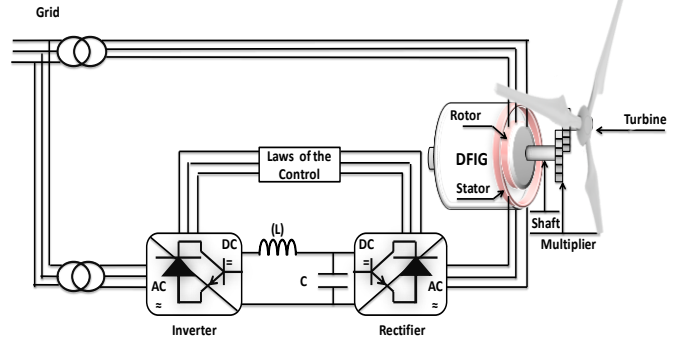 Grid
Rotor
Turbine
DFIG
Laws of the
Control
Stator
Shaft
Multiplier
(L)
DC
=
DC
=
C
AC
≈
AC
≈
Inverter
Rectifier